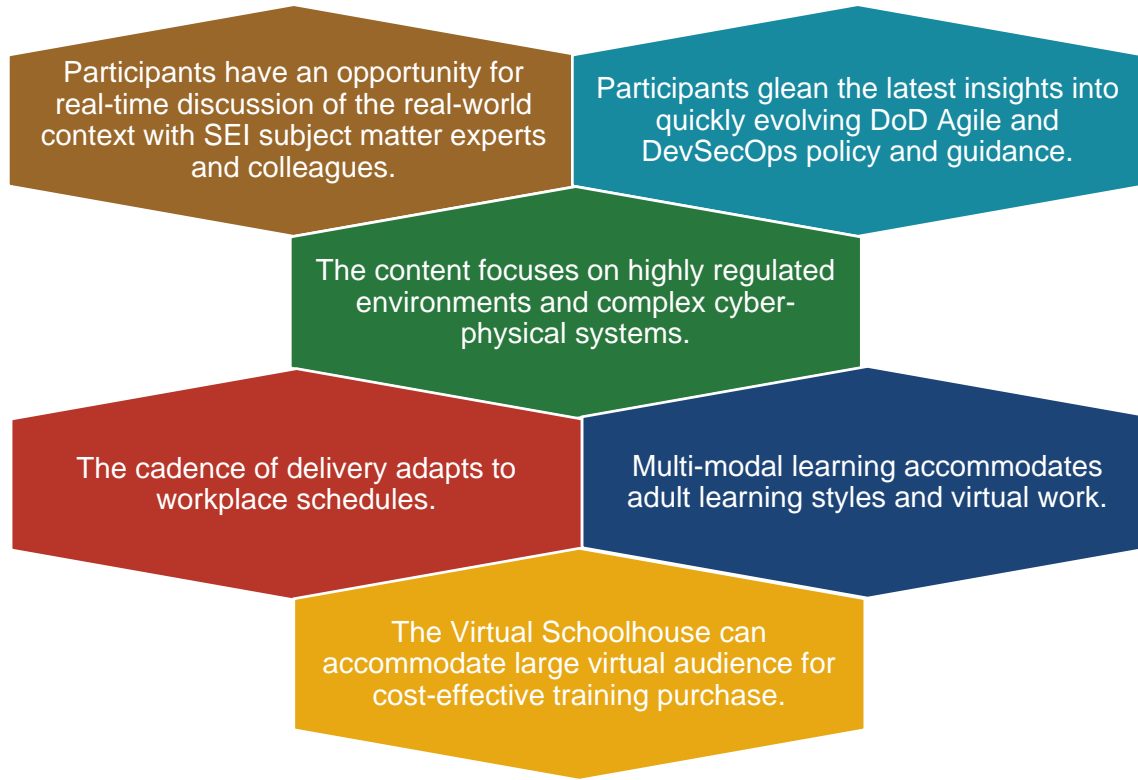 Participants have an opportunity for
real-time discussion of the real-world
context with SEI subject matter experts
and colleagues.
Participants glean the latest insights into
quickly evolving DoD Agile and
DevSecOps policy and guidance.
The content focuses on highly regulated
environments and complex cyber-
physical systems.
The cadence of delivery adapts to
workplace schedules.
Multi-modal learning accommodates
adult learning styles and virtual work.
The Virtual Schoolhouse can
accommodate large virtual audience for
cost-effective training purchase.